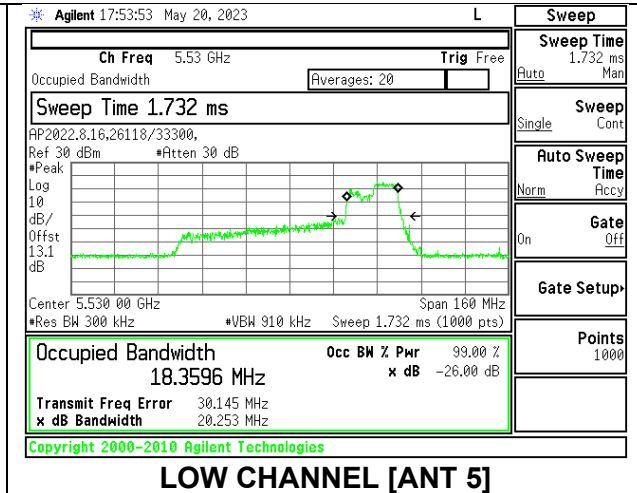 Agilent 17:53:53 May 20, 2023 L
Ch Freq 5.53 GHz Trig Free
Occupied Bandwidth Averages: 20
Sweep Time 1.732 ms
AP2022.8.16,26118/33300,
Ref 30 dBm #Atten 30 dB
#Peak
Log
10
dB/
Offst
13.1
dB
Center 5.530 00 GHz Span 160 MHz
#Res BW 300 kHz #VBW 910 kHz Sweep 1.732 ms (1000 pts)
Occupied Bandwidth Occ BW % Pwr 99.00 %
18.3596 MHz x dB -26.00 dB
Transmit Freq Error 30.145 MHz
x dB Bandwidth 20.253 MHz
Copyright 2000-2010 Agilent Technologies
Sweep
Sweep Time
1.732 ms
Auto Man
Sweep
Single Cont
Auto Sweep
Time
Norm Accy
Gate
On Off
Gate Setup
Points
1000
LOW CHANNEL [ANT 5]